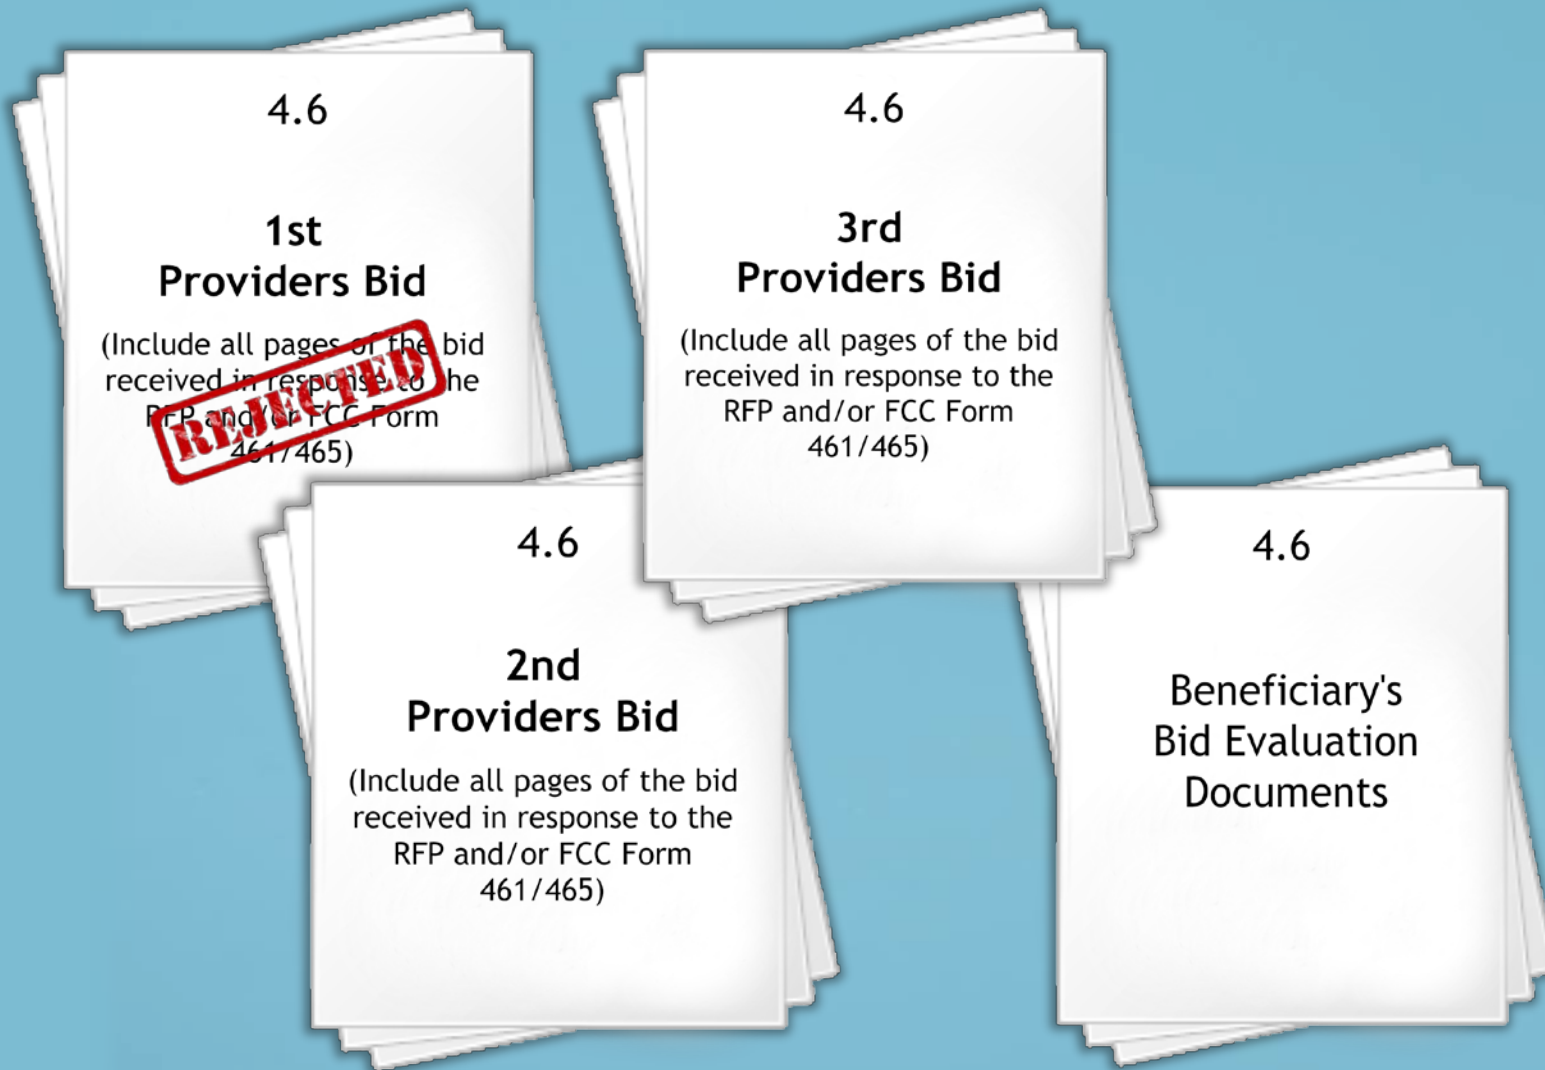 4.6
1st
Providers Bid
(Include all pages of the bid
received in response to the
RFP and/or FCC Form
461/465)
REJECTED
4.6
3rd
Providers Bid
(Include all pages of the bid
received in response to the
RFP and/or FCC Form
461/465)
4.6
2nd
Providers Bid
(Include all pages of the bid
received in response to the
RFP and/or FCC Form
461/465)
4.6
Beneficiary's
Bid Evaluation
Documents